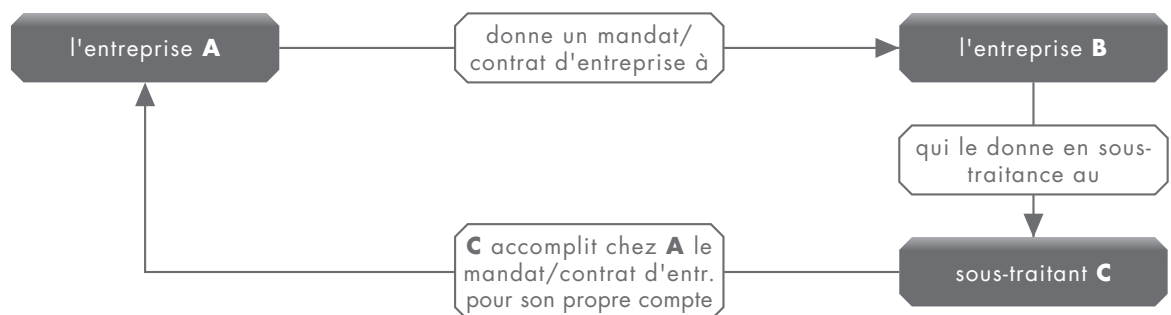 l'entreprise A
donne un mandat/
contrat d'entreprise à
l'entreprise B
qui le donne en sous-
traitance au
sous-traitant C
C accomplit chez A le
mandat/contrat d'entr.
pour son propre compte